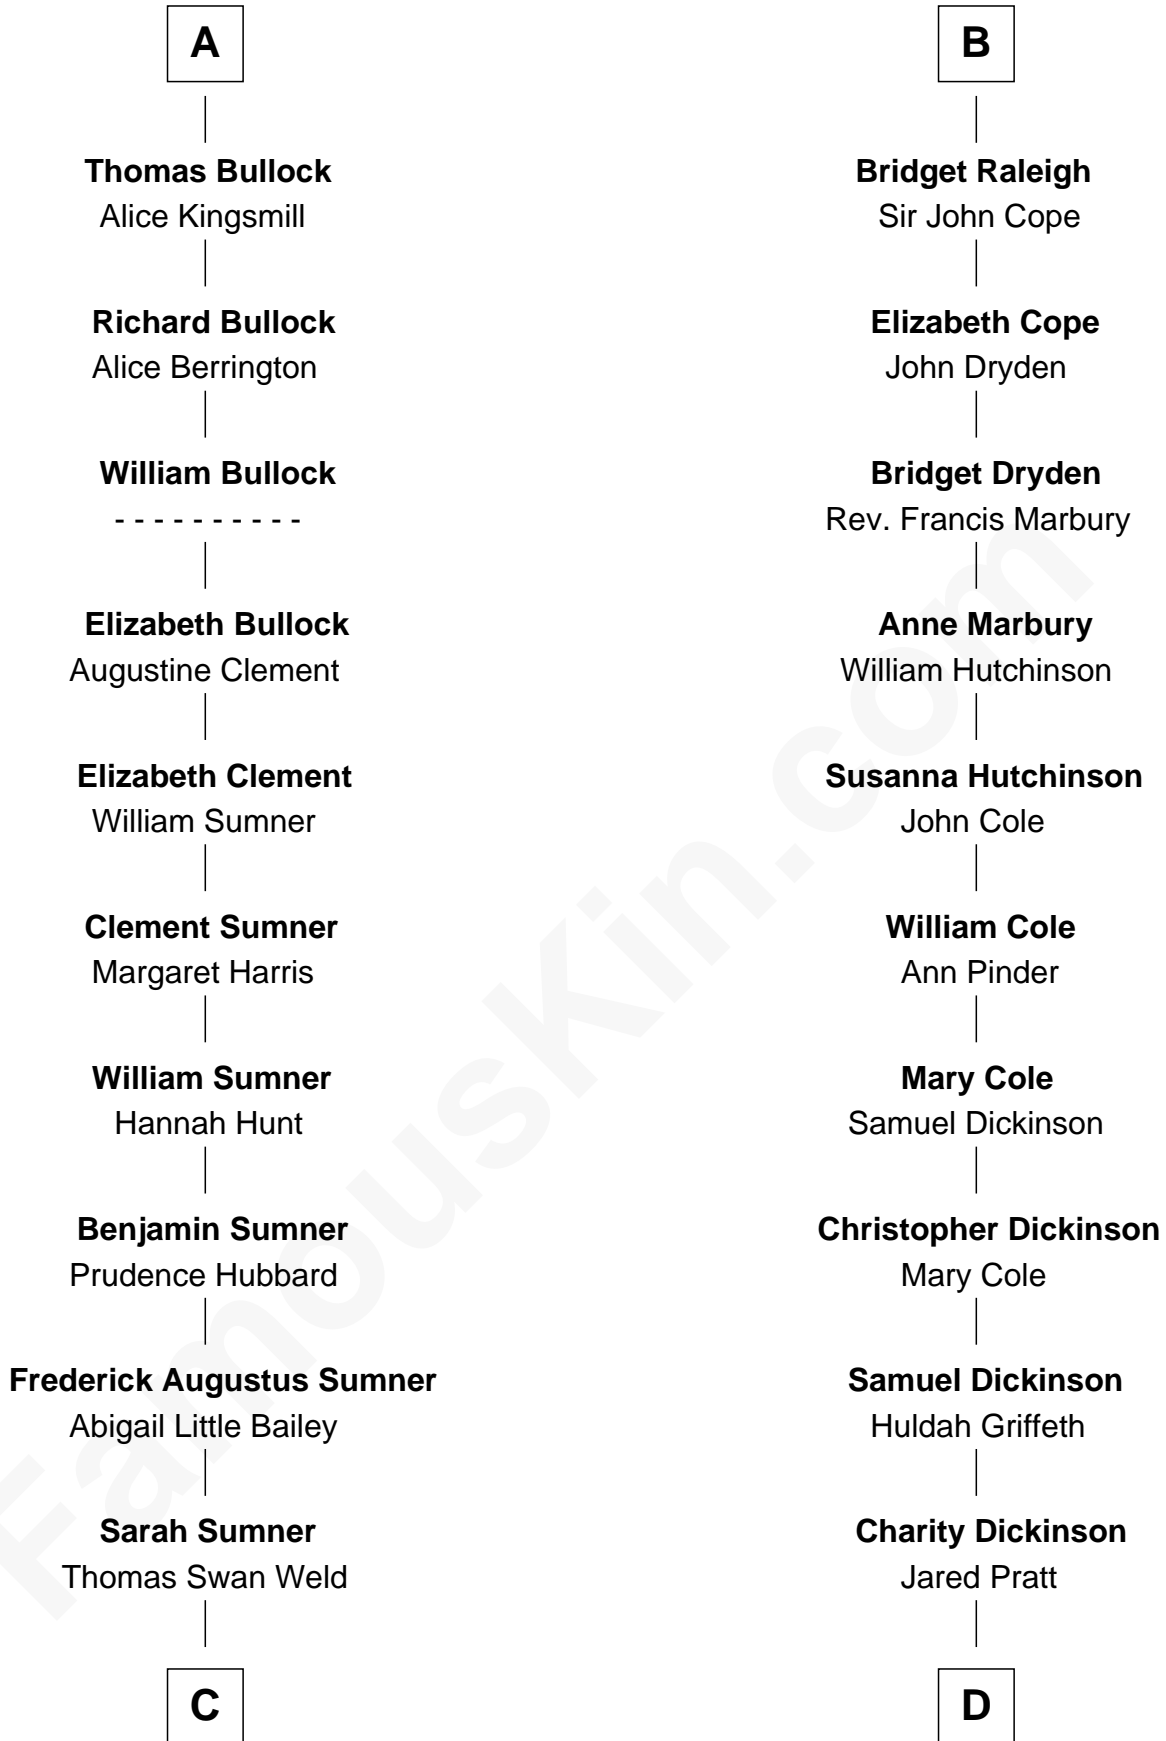 A
Thomas Bullock
Alice Kingsmill
Richard Bullock
Alice Berrington
William Bullock
- - - - - - - - - -
Elizabeth Bullock
Augustine Clement
Elizabeth Clement
William Sumner
Clement Sumner
Margaret Harris
William Sumner
Hannah Hunt
Benjamin Sumner
Prudence Hubbard
Frederick Augustus Sumner
Abigail Little Bailey
Sarah Sumner
Thomas Swan Weld
C
B
Bridget Raleigh
Sir John Cope
Elizabeth Cope
John Dryden
Bridget Dryden
Rev. Francis Marbury
Anne Marbury
William Hutchinson
Susanna Hutchinson
John Cole
William Cole
Ann Pinder
Mary Cole
Samuel Dickinson
Christopher Dickinson
Mary Cole
Samuel Dickinson
Huldah Griffeth
Charity Dickinson
Jared Pratt
D
FamousKin.com